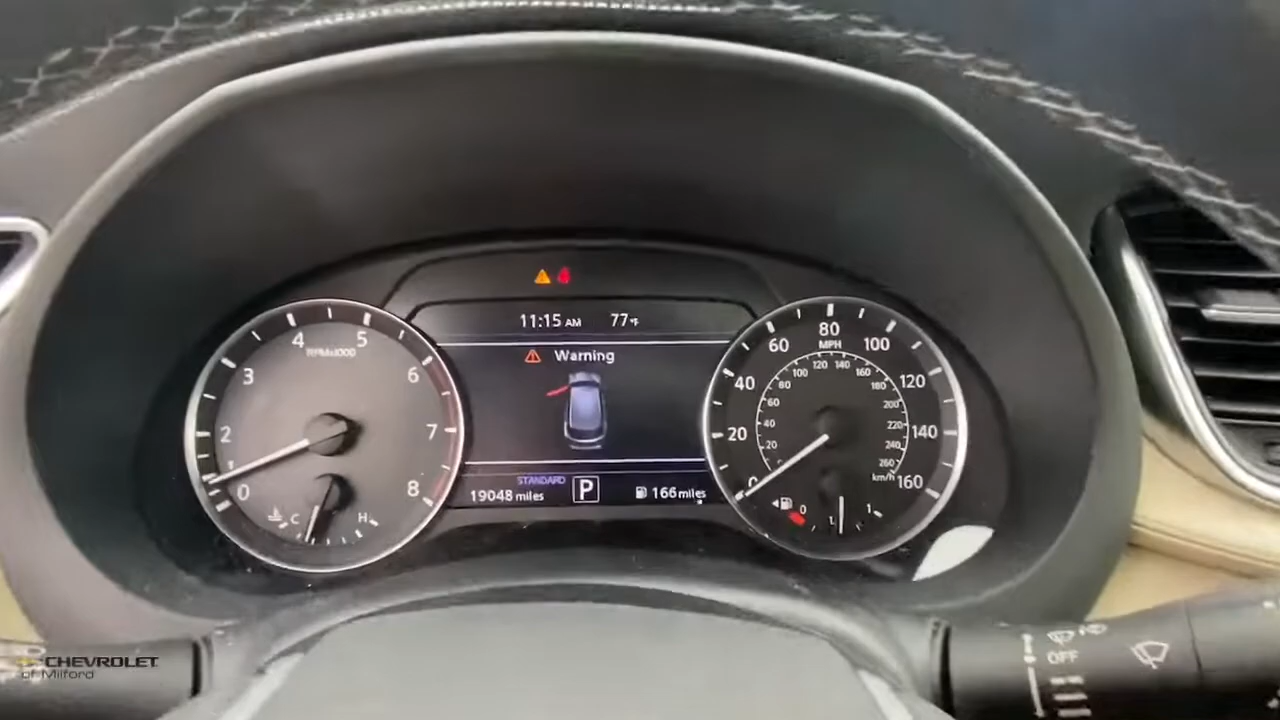 11:15 AM 77°F
Warning
STANDARD
19048 miles P 166 miles
RPMx1000
0
1
2
3
4
5
6
7
8
C H
MPH
km/h
0
20
40
60
80
100
120
140
160
20
40
60
80
100
120
140
160
180
200
220
240
260
0 1
OFF
CHEVROLET
of Milford